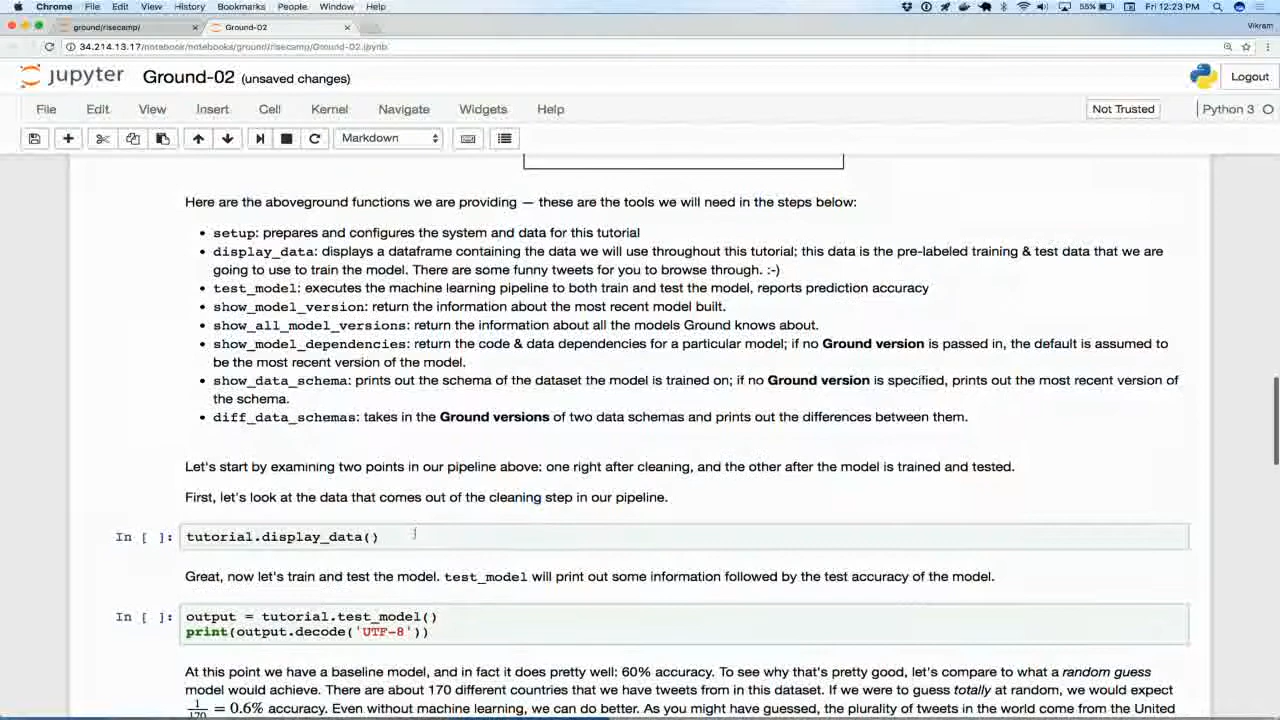 Chrome File Edit View History Bookmarks People Window Help 55% Fri 12:23 PM
ground/risecamp/ Ground-02 Vikram
34.214.13.17/notebook/notebooks/ground/risecamp/Ground-02.ipynb
jupyter Ground-02 (unsaved changes) Logout
File Edit View Insert Cell Kernel Navigate Widgets Help Not Trusted Python 3
Markdown
Here are the aboveground functions we are providing — these are the tools we will need in the steps below:
• setup: prepares and configures the system and data for this tutorial
• display_data: displays a dataframe containing the data we will use throughout this tutorial; this data is the pre-labeled training & test data that we are
going to use to train the model. There are some funny tweets for you to browse through. :-)
• test_model: executes the machine learning pipeline to both train and test the model, reports prediction accuracy
• show_model_version: return the information about the most recent model built.
• show_all_model_versions: return the information about all the models Ground knows about.
• show_model_dependencies: return the code & data dependencies for a particular model; if no Ground version is passed in, the default is assumed to
be the most recent version of the model.
• show_data_schema: prints out the schema of the dataset the model is trained on; if no Ground version is specified, prints out the most recent version of
the schema.
• diff_data_schemas: takes in the Ground versions of two data schemas and prints out the differences between them.
Let's start by examining two points in our pipeline above: one right after cleaning, and the other after the model is trained and tested.
First, let's look at the data that comes out of the cleaning step in our pipeline.
In [ ]: tutorial.display_data()
Great, now let's train and test the model. test_model will print out some information followed by the test accuracy of the model.
In [ ]: output = tutorial.test_model()
print(output.decode('UTF-8'))
At this point we have a baseline model, and in fact it does pretty well: 60% accuracy. To see why that's pretty good, let's compare to what a random guess
model would achieve. There are about 170 different countries that we have tweets from in this dataset. If we were to guess totally at random, we would expect
1/170 = 0.6% accuracy. Even without machine learning, we can do better. As you might have guessed, the plurality of tweets in the world come from the United